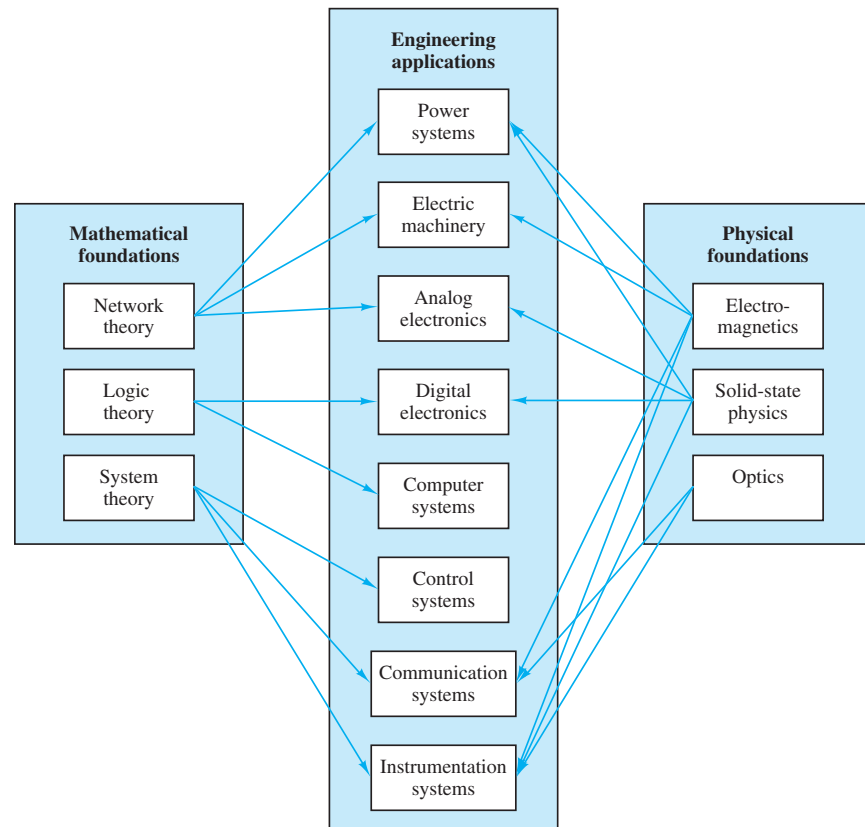 Engineering
applications
Power
systems
Electric
machinery
Analog
electronics
Digital
electronics
Computer
systems
Control
systems
Communication
systems
Instrumentation
systems
Mathematical
foundations
Network
theory
Logic
theory
System
theory
Physical
foundations
Electro-
magnetics
Solid-state
physics
Optics